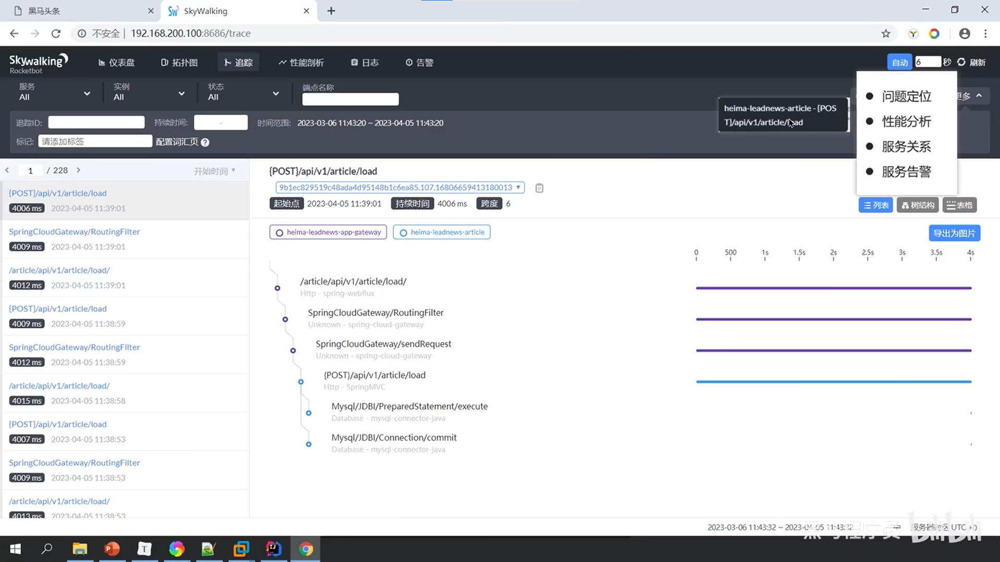 黑马头条
SkyWalking
不安全 | 192.168.200.100:8686/trace
Skywalking
Rocketbot
仪表盘
拓扑图
追踪
性能剖析
日志
告警
自动 6 秒 刷新
服务
All
实例
All
状态
All
端点名称
更多
追踪ID:
持续时间: -
时间范围: 2023-03-06 11:43:20 ~ 2023-04-05 11:43:20
标记: 请添加标签 配置词汇页
heima-leadnews-article - {POS
T}/api/v1/article/load
问题定位
性能分析
服务关系
服务告警
1 / 228
开始时间
{POST}/api/v1/article/load
4006 ms 2023-04-05 11:39:01
SpringCloudGateway/RoutingFilter
4009 ms 2023-04-05 11:39:01
/article/api/v1/article/load/
4012 ms 2023-04-05 11:39:01
{POST}/api/v1/article/load
4009 ms 2023-04-05 11:38:59
SpringCloudGateway/RoutingFilter
4012 ms 2023-04-05 11:38:59
/article/api/v1/article/load/
4015 ms 2023-04-05 11:38:58
{POST}/api/v1/article/load
4007 ms 2023-04-05 11:38:53
SpringCloudGateway/RoutingFilter
4009 ms 2023-04-05 11:38:53
/article/api/v1/article/load/
4013 ms 2023-04-05 11:38:53
{POST}/api/v1/article/load
9b1ec829519c48ada4d95148b1c6ea85.107.16806659413180013
起始点 2023-04-05 11:39:01 持续时间 4006 ms 跨度 6
列表 树结构 表格
heima-leadnews-app-gateway
heima-leadnews-article
导出为图片
0 500 1s 1.5s 2s 2.5s 3s 3.5s 4s
/article/api/v1/article/load/
Http - spring-webflux
SpringCloudGateway/RoutingFilter
Unknown - spring-cloud-gateway
SpringCloudGateway/sendRequest
Unknown - spring-cloud-gateway
{POST}/api/v1/article/load
Http - SpringMVC
Mysql/JDBI/PreparedStatement/execute
Database - mysql-connector-java
Mysql/JDBI/Connection/commit
Database - mysql-connector-java
2023-03-06 11:43:32 ~ 2023-04-05 11:43:32
中
服务器时区 UTC +0
黑马程序员
bilibili